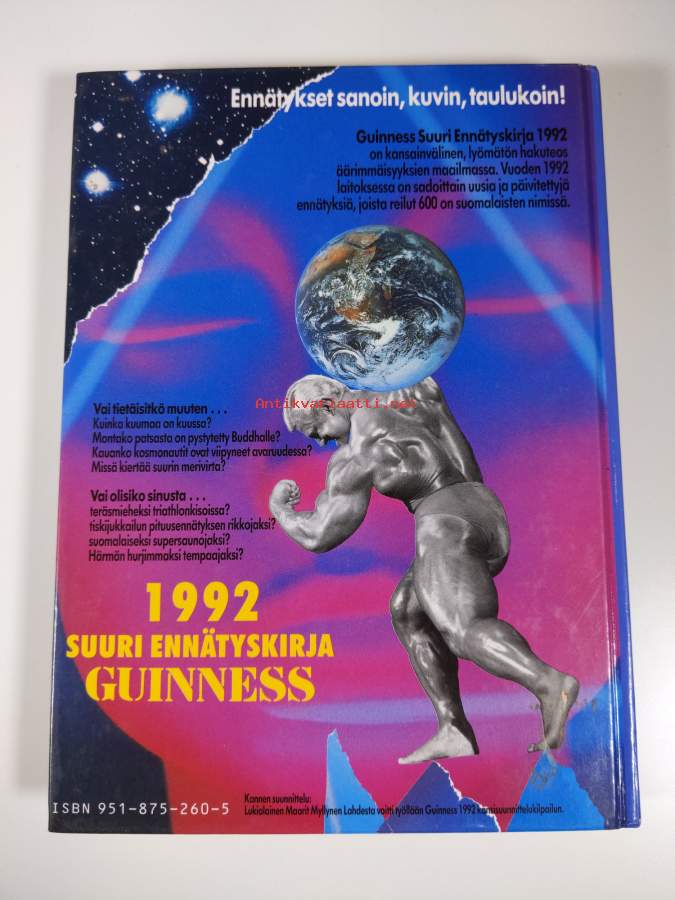 Ennätykset sanoin, kuvin, taulukoin!
Guinness Suuri Ennätyskirja 1992
on kansainvälinen, lyömätön hakuteos
äärimmäisyyksien maailmassa. Vuoden 1992
laitoksessa on sadoittain uusia ja päivitettyjä
ennätyksiä, joista reilut 600 on suomalaisten nimissä.
Antikvariaatti.net
Vai tietäisitkö muuten . . .
Kuinka kuumaa on kuussa?
Montako patsasta on pystytetty Buddhalle?
Kauanko kosmonautit ovat viipyneet avaruudessa?
Missä kiertää suurin merivirta?
Vai olisiko sinusta . . .
teräsmieheksi triathlonkisoissa?
tiskijukkailun pituusennätyksen rikkojaksi?
suomalaiseksi supersaunojaksi?
Härmän hurjimmaksi tempaajaksi?
1992
SUURI ENNÄTYSKIRJA
GUINNESS
ISBN 951-875-260-5
Kannen suunnittelu:
Lukiolainen Maarit Myllynen Lahdesta voitti työllään Guinness 1992 kansisuunnittelukilpailun.